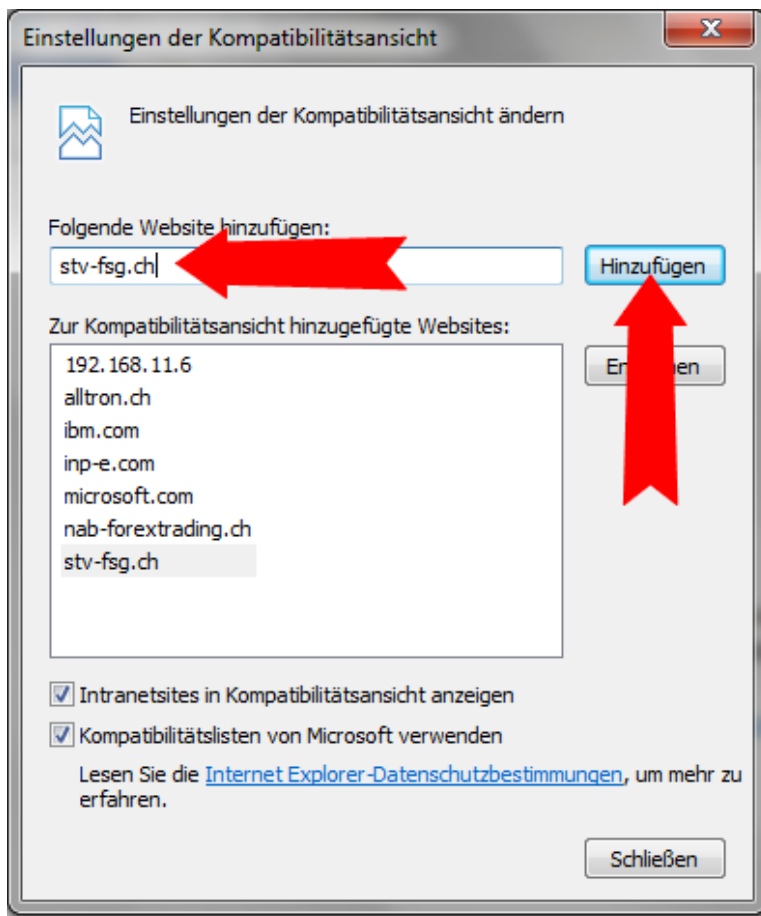 Einstellungen der Kompatibilitätsansicht
Einstellungen der Kompatibilitätsansicht ändern
Folgende Website hinzufügen:
stv-fsg.ch
Hinzufügen
Zur Kompatibilitätsansicht hinzugefügte Websites:
192.168.11.6
alltron.ch
ibm.com
inp-e.com
microsoft.com
nab-forextrading.ch
stv-fsg.ch
Intranetsites in Kompatibilitätsansicht anzeigen
Kompatibilitätslisten von Microsoft verwenden
Lesen Sie die Internet Explorer-Datenschutzbestimmungen, um mehr zu
erfahren.
Schließen